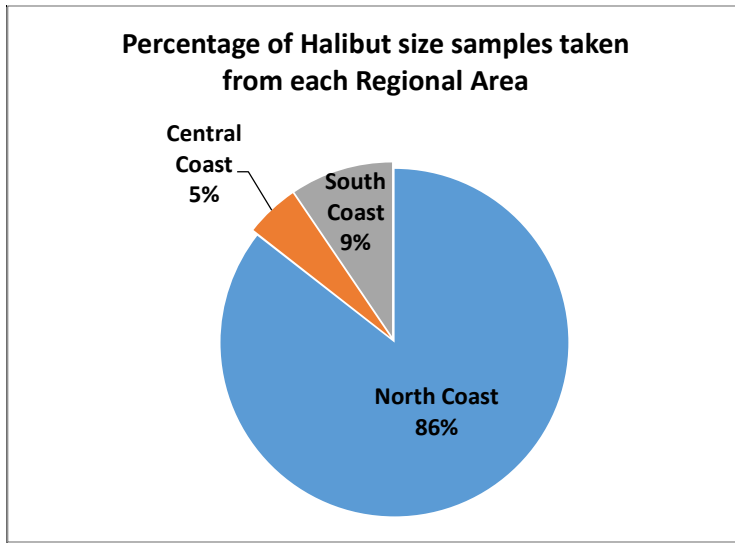 Percentage of Halibut size samples taken
from each Regional Area
Central
Coast
5%
South
Coast
9%
North Coast
86%